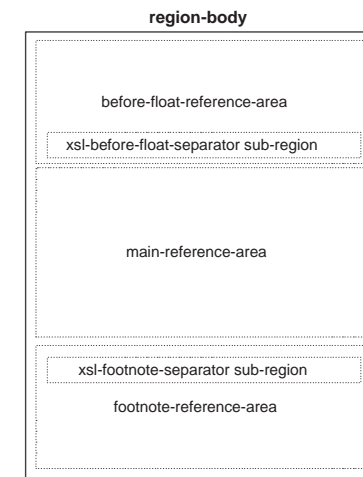 region-body
before-float-reference-area
xsl-before-float-separator sub-region
main-reference-area
xsl-footnote-separator sub-region
footnote-reference-area